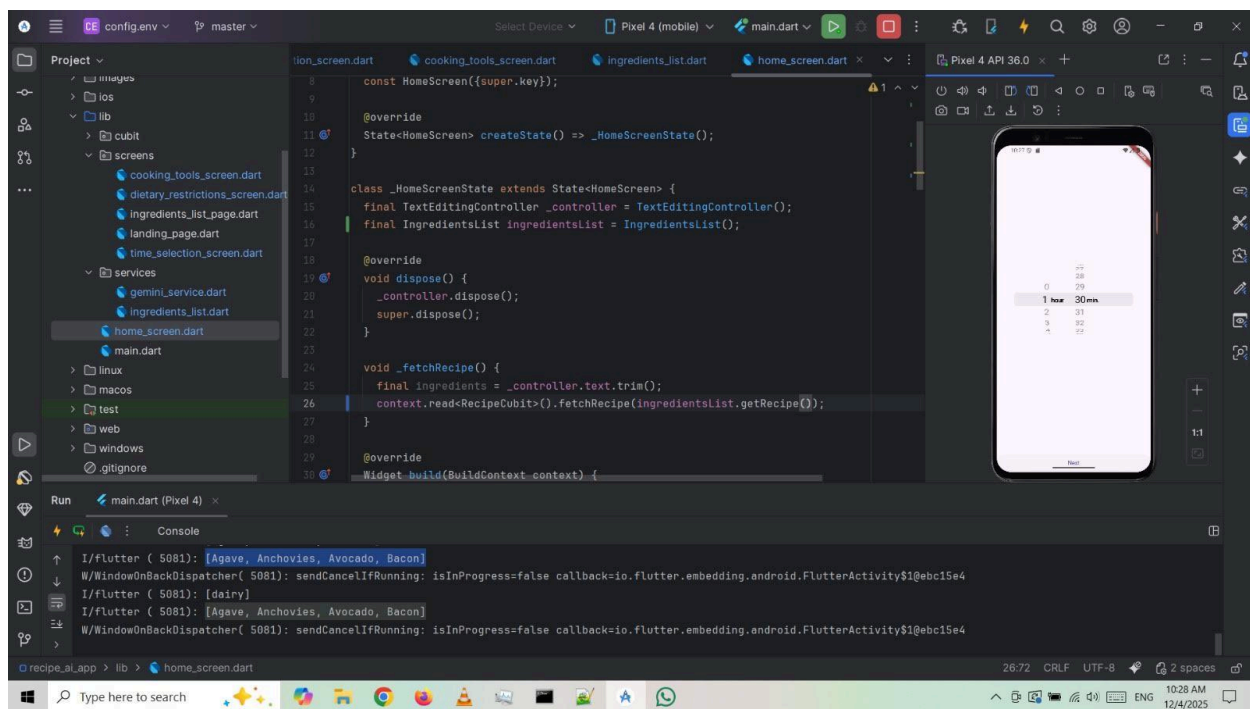 CE config.env master Select Device Pixel 4 (mobile) main.dart
Project
images
ios
lib
cubit
screens
cooking_tools_screen.dart
dietary_restrictions_screen.dart
ingredients_list_page.dart
landing_page.dart
time_selection_screen.dart
services
gemini_service.dart
ingredients_list.dart
home_screen.dart
main.dart
linux
macos
test
web
windows
.gitignore
tion_screen.dart cooking_tools_screen.dart ingredients_list.dart home_screen.dart
8 const HomeScreen({super.key});
9
10 @override
11 State<HomeScreen> createState() => _HomeScreenState();
12 }
13
14 class _HomeScreenState extends State<HomeScreen> {
15 final TextEditingController _controller = TextEditingController();
16 final IngredientsList ingredientsList = IngredientsList();
17
18 @override
19 void dispose() {
20 _controller.dispose();
21 super.dispose();
22 }
23
24 void _fetchRecipe() {
25 final ingredients = _controller.text.trim();
26 context.read<RecipeCubit>().fetchRecipe(ingredientsList.getRecipe());
27 }
28
29 @override
30 Widget build(BuildContext context) {
1
Pixel 4 API 36.0
10:27
28
0 29
1 hour 30 min
2 31
3 32
Next
1:1
Run main.dart (Pixel 4)
Console
I/flutter ( 5081): [Agave, Anchovies, Avocado, Bacon]
W/WindowOnBackDispatcher( 5081): sendCancelIfRunning: isInProgress=false callback=io.flutter.embedding.android.FlutterActivity$1@ebc15e4
I/flutter ( 5081): [dairy]
I/flutter ( 5081): [Agave, Anchovies, Avocado, Bacon]
W/WindowOnBackDispatcher( 5081): sendCancelIfRunning: isInProgress=false callback=io.flutter.embedding.android.FlutterActivity$1@ebc15e4
recipe_ai_app > lib > home_screen.dart 26:72 CRLF UTF-8 2 spaces
Type here to search ENG 10:28 AM
12/4/2025